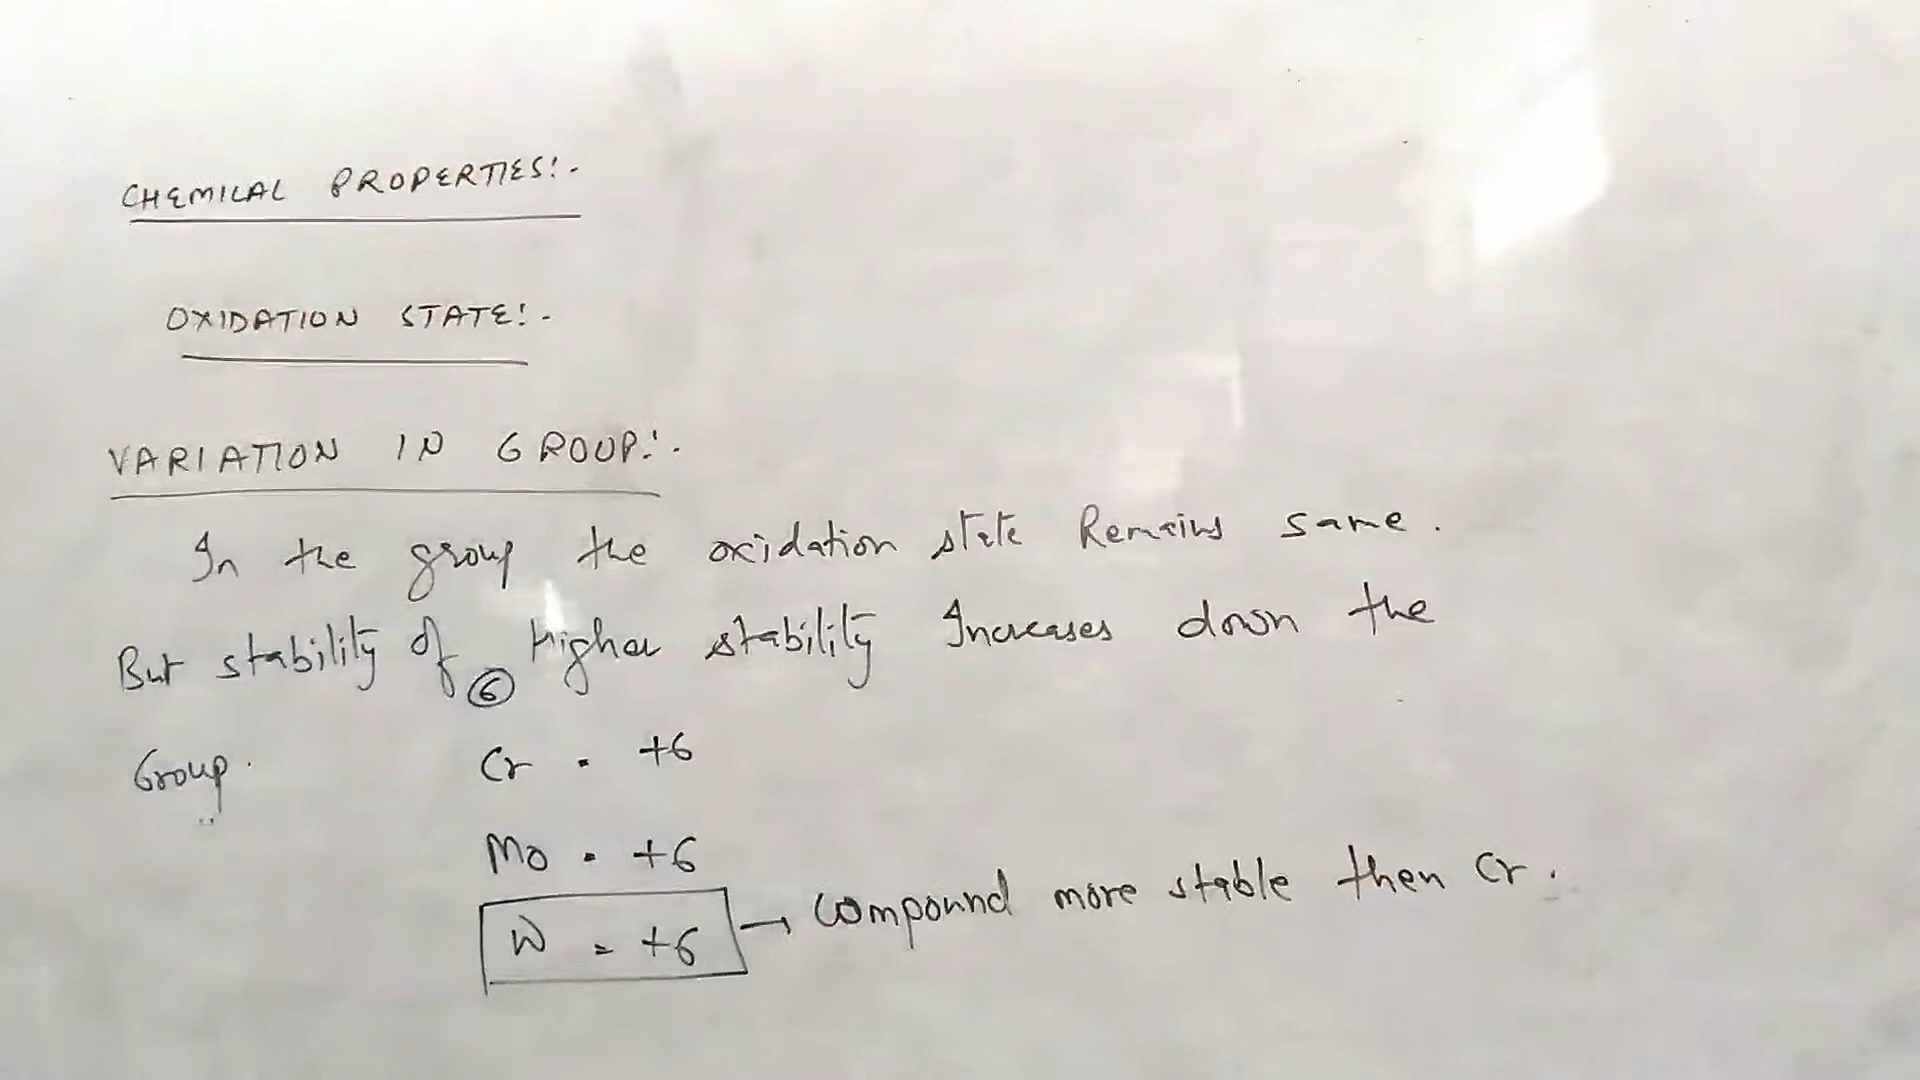 CHEMICAL PROPERTIES:-
OXIDATION STATE:-
VARIATION IN GROUP:-
In the group the oxidation state Remains same.
But stability of Higher stability Increases down the
Group. ⑥
Cr = +6
Mo = +6
W = +6 → compound more stable then Cr.